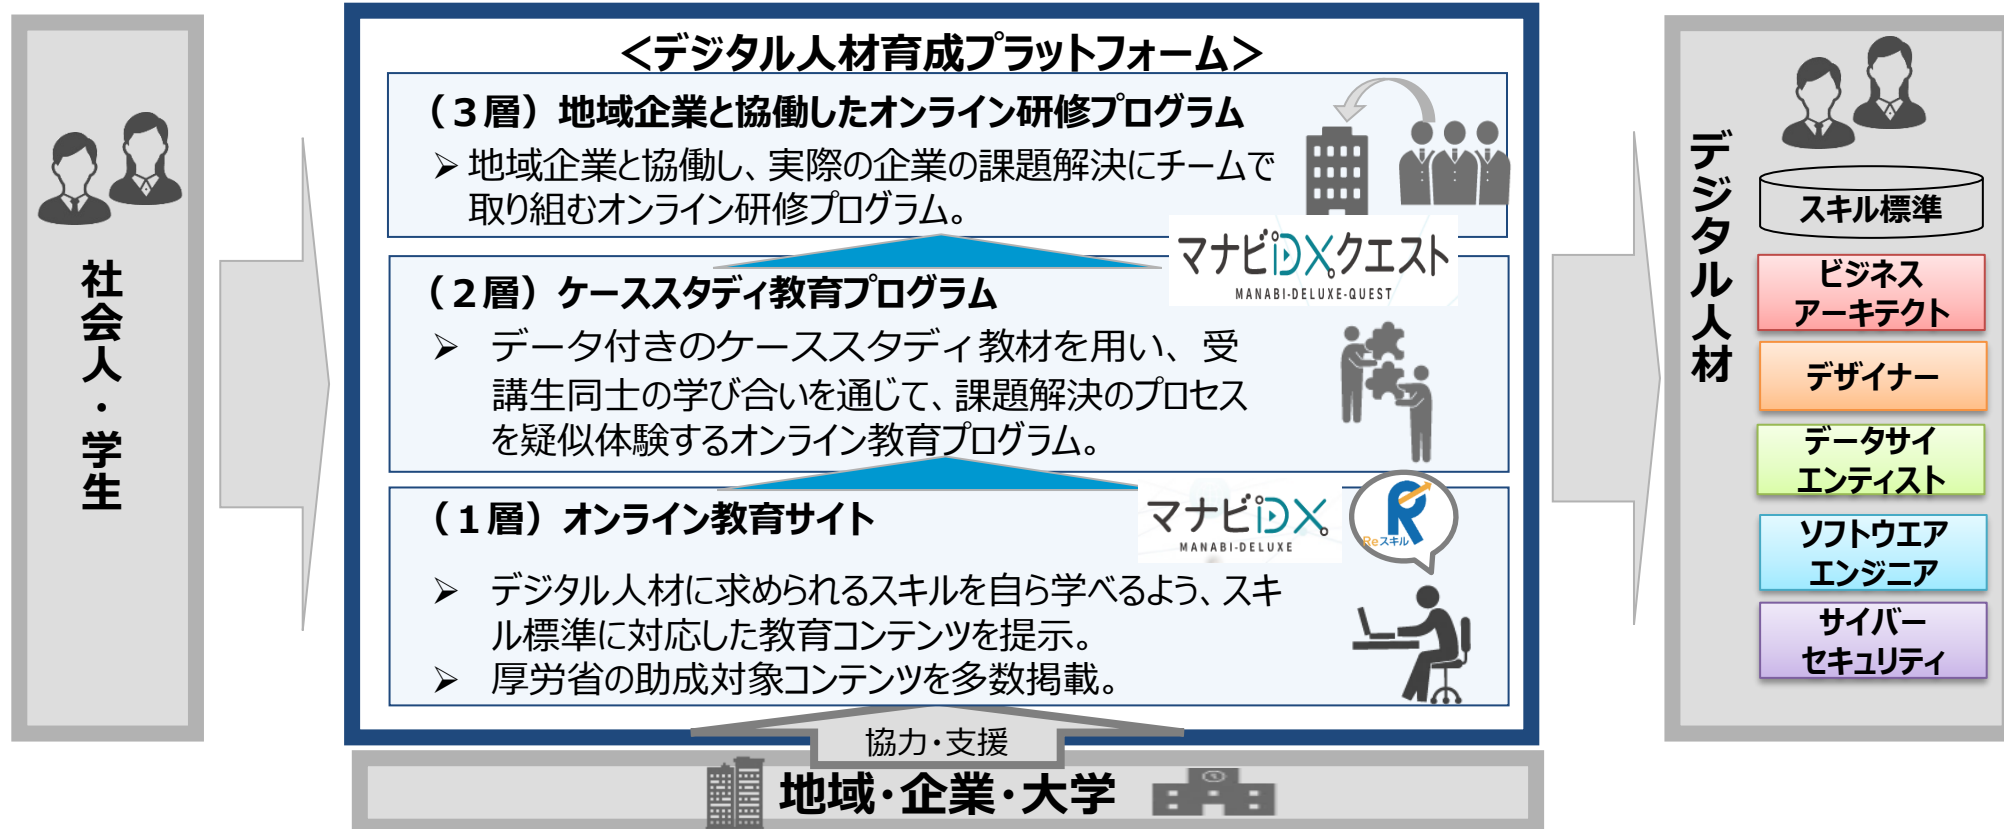 社会人・学生
＜デジタル人材育成プラットフォーム＞
（３層）地域企業と協働したオンライン研修プログラム
➢ 地域企業と協働し、実際の企業の課題解決にチームで
取り組むオンライン研修プログラム。
マナビDXクエスト
MANABI-DELUXE-QUEST
（２層）ケーススタディ教育プログラム
➢ データ付きのケーススタディ教材を用い、受
講生同士の学び合いを通じて、課題解決のプロセス
を疑似体験するオンライン教育プログラム。
マナビDX
MANABI-DELUXE
Reスキル
（１層）オンライン教育サイト
➢ デジタル人材に求められるスキルを自ら学べるよう、スキ
ル標準に対応した教育コンテンツを提示。
➢ 厚労省の助成対象コンテンツを多数掲載。
協力・支援
地域・企業・大学
デジタル人材
スキル標準
ビジネス
アーキテクト
デザイナー
データサイ
エンティスト
ソフトウエア
エンジニア
サイバー
セキュリティ